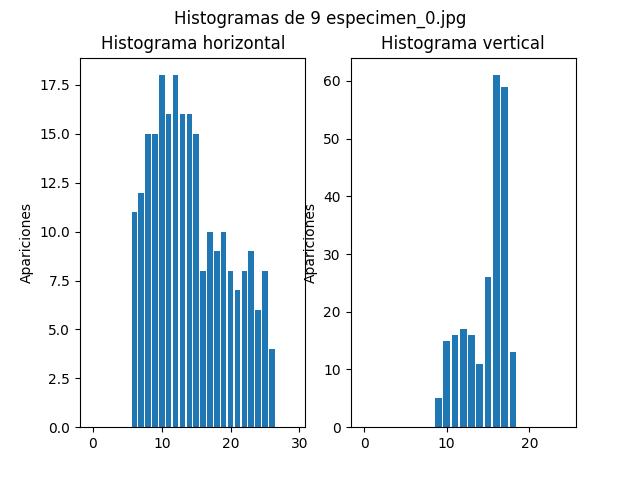 Histogramas de 9 especimen_0.jpg
Histograma horizontal
Apariciones
17.5
15.0
12.5
10.0
7.5
5.0
2.5
0.0
0 10 20 30
Histograma vertical
Apariciones
60
50
40
30
20
10
0
0 10 20